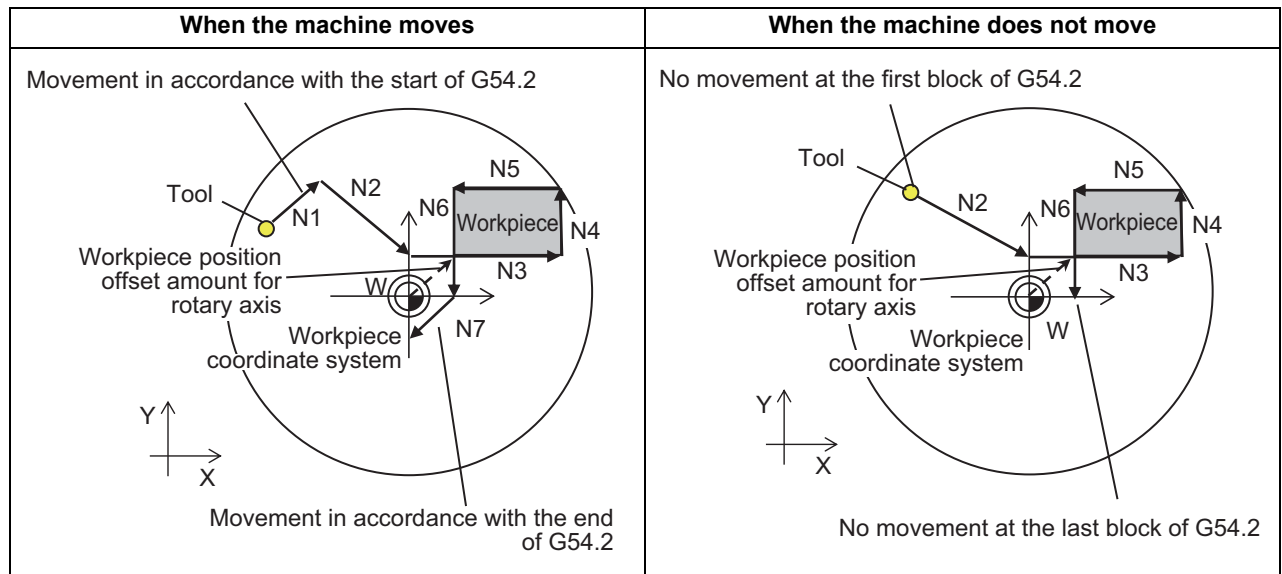 When the machine moves
When the machine does not move
Movement in accordance with the start of G54.2
Tool
N1
N2
N5
N6
Workpiece
N4
Workpiece position
offset amount for
rotary axis
N3
W
N7
Workpiece
coordinate system
Y
X
Movement in accordance with the end
of G54.2
No movement at the first block of G54.2
Tool
N2
N5
N6
Workpiece
N4
Workpiece position
offset amount for
rotary axis
N3
W
Workpiece
coordinate system
Y
X
No movement at the last block of G54.2